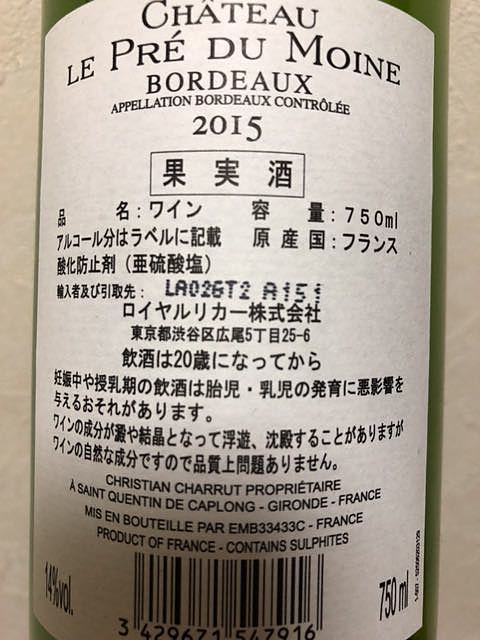 CHÂTEAU
LE PRÉ DU MOINE
BORDEAUX
APPELLATION BORDEAUX CONTRÔLÉE
2015
果実酒
品 名：ワイン 容 量：750ml
アルコール分はラベルに記載 原産国：フランス
酸化防止剤（亜硫酸塩）
輸入者及び引取先： LA026T2 A151
ロイヤルリカー株式会社
東京都渋谷区広尾5丁目25-6
飲酒は20歳になってから
妊娠中や授乳期の飲酒は胎児・乳児の発育に悪影響を
与えるおそれがあります。
ワインの成分が澱や結晶となって浮遊、沈殿することがありますが
ワインの自然な成分ですので品質上問題ありません。
CHRISTIAN CHARRUT PROPRIÉTAIRE
À SAINT QUENTIN DE CAPLONG - GIRONDE - FRANCE
MIS EN BOUTEILLE PAR EMB33433C - FRANCE
PRODUCT OF FRANCE - CONTAINS SULPHITES
14%vol.
750 ml
3 429671 547916